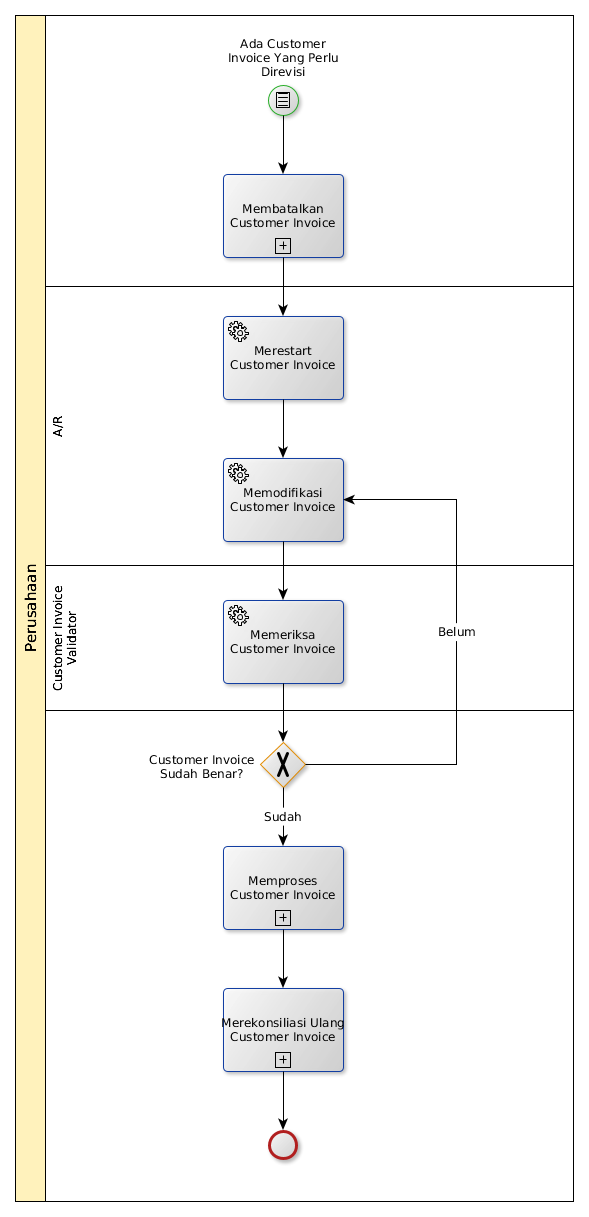 Ada Customer
Invoice Yang Perlu
Direvisi
Membatalkan
Customer Invoice
Merestart
Customer Invoice
A/R
Memodifikasi
Customer Invoice
Perusahaan
Customer Invoice
Validator
Memeriksa
Customer Invoice
Belum
Customer Invoice
Sudah Benar?
Sudah
Memproses
Customer Invoice
Merekonsiliasi Ulang
Customer Invoice